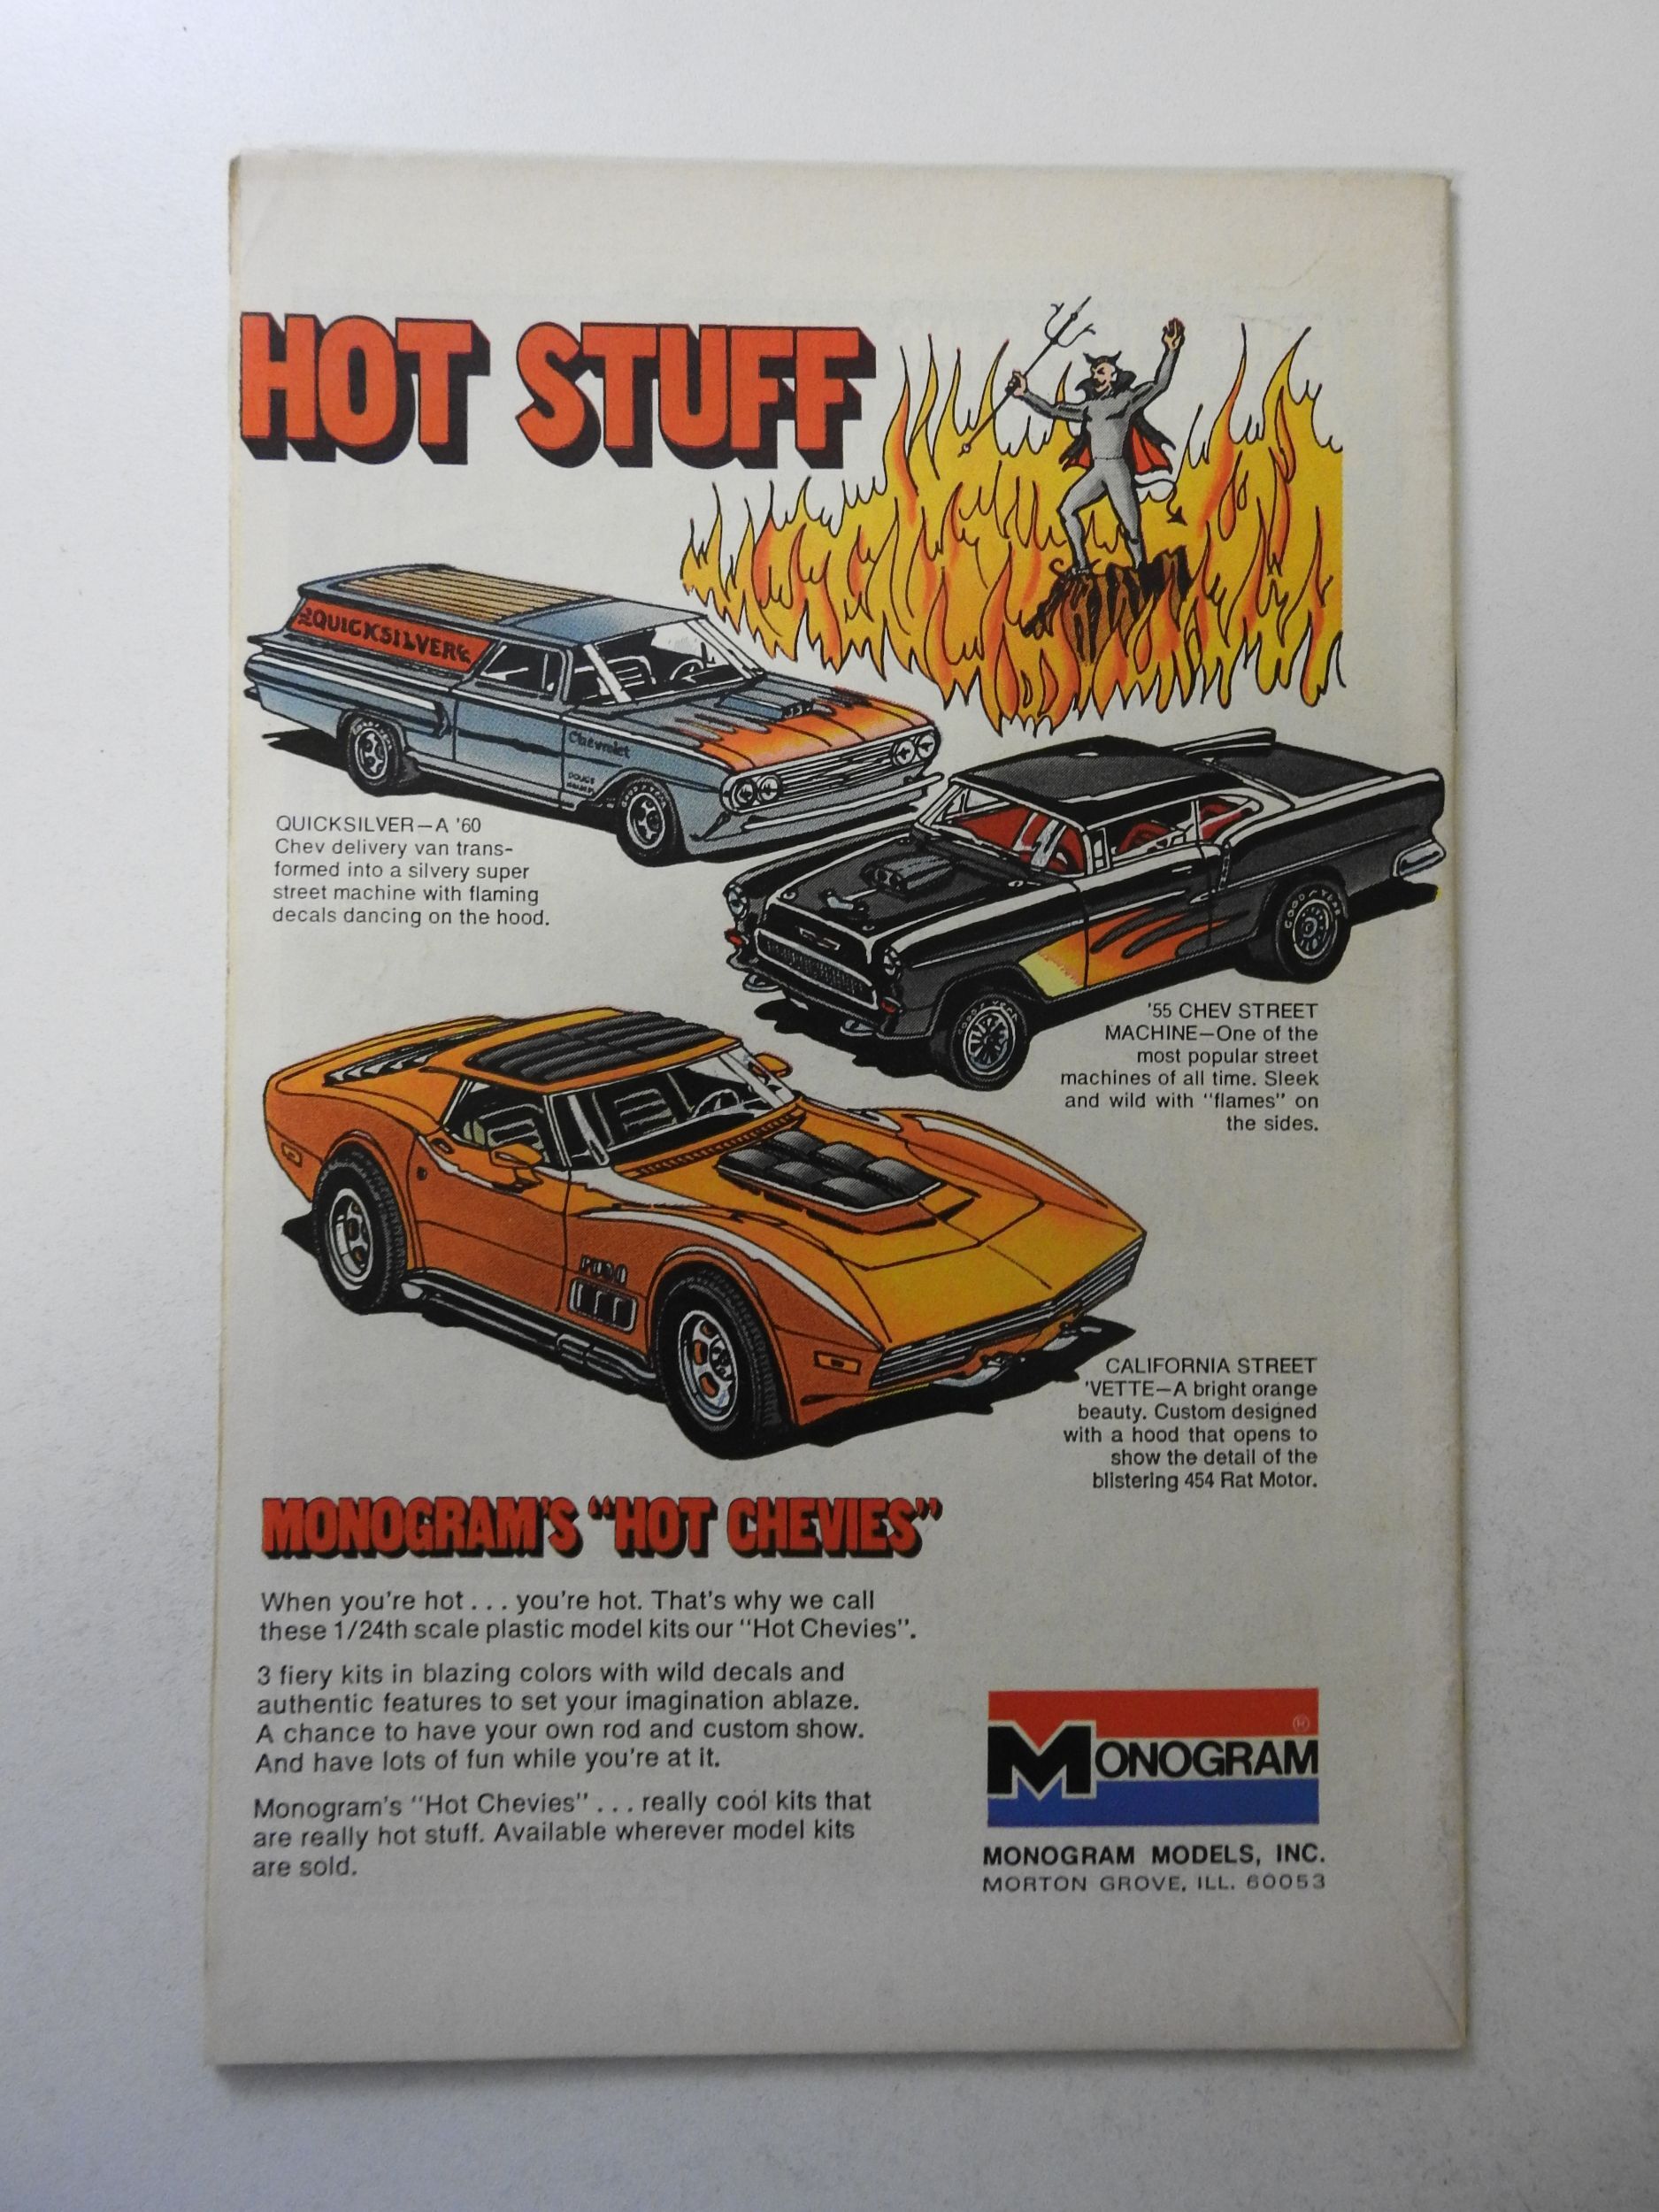 HOT STUFF
QUICKSILVER
Chevrolet
QUICKSILVER—A '60
Chev delivery van trans-
formed into a silvery super
street machine with flaming
decals dancing on the hood.
'55 CHEV STREET
MACHINE—One of the
most popular street
machines of all time. Sleek
and wild with "flames" on
the sides.
CALIFORNIA STREET
'VETTE—A bright orange
beauty. Custom designed
with a hood that opens to
show the detail of the
blistering 454 Rat Motor.
MONOGRAM'S "HOT CHEVIES"
When you're hot . . . you're hot. That's why we call
these 1/24th scale plastic model kits our "Hot Chevies".
3 fiery kits in blazing colors with wild decals and
authentic features to set your imagination ablaze.
A chance to have your own rod and custom show.
And have lots of fun while you're at it.
Monogram's "Hot Chevies" . . . really cool kits that
are really hot stuff. Available wherever model kits
are sold.
MONOGRAM
MONOGRAM MODELS, INC.
MORTON GROVE, ILL. 60053